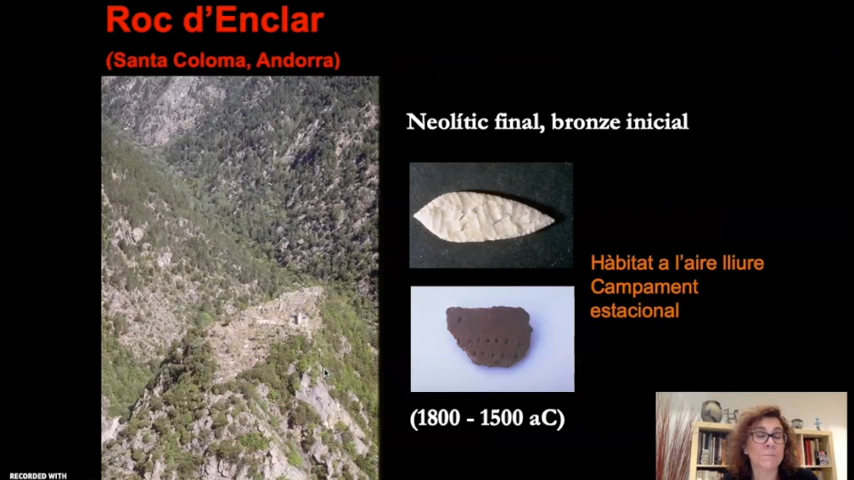 Roc d'Enclar
(Santa Coloma, Andorra)
Neolític final, bronze inicial
Hàbitat a l'aire lliure
Campament
estacional
(1800 - 1500 aC)
RECORDED WITH